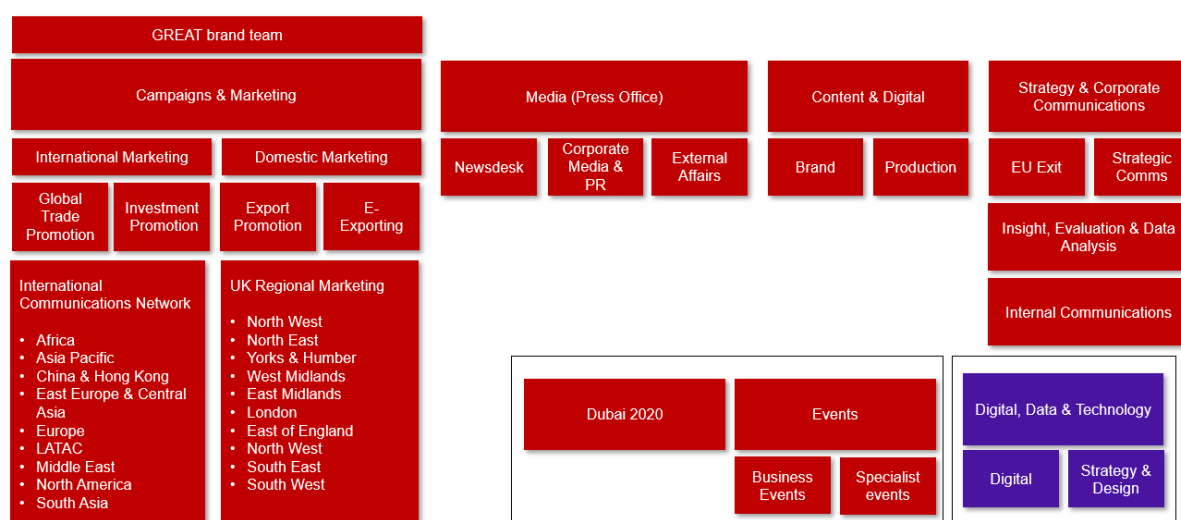 GREAT brand team
Campaigns & Marketing
International Marketing
Domestic Marketing
Global
Trade
Promotion
Investment
Promotion
Export
Promotion
E-
Exporting
International
Communications Network
• Africa
• Asia Pacific
• China & Hong Kong
• East Europe & Central
Asia
• Europe
• LATAC
• Middle East
• North America
• South Asia
UK Regional Marketing
• North West
• North East
• Yorks & Humber
• West Midlands
• East Midlands
• London
• East of England
• North West
• South East
• South West
Media (Press Office)
Newsdesk
Corporate
Media &
PR
External
Affairs
Content & Digital
Brand
Production
Strategy & Corporate
Communications
EU Exit
Strategic
Comms
Insight, Evaluation & Data
Analysis
Internal Communications
Dubai 2020
Events
Business
Events
Specialist
events
Digital, Data & Technology
Digital
Strategy &
Design